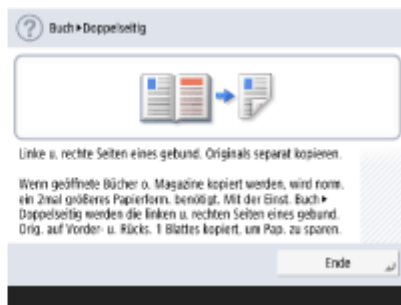 ? Buch▶Doppelseitig
Linke u. rechte Seiten eines gebund. Originals separat kopieren.
Wenn geöffnete Bücher o. Magazine kopiert werden, wird norm.
ein 2mal größeres Papierform. benötigt. Mit der Einst. Buch▶
Doppelseitig werden die linken u. rechten Seiten eines gebund.
Orig. auf Vorder- u. Rücks. 1 Blattes kopiert, um Pap. zu sparen.
Ende